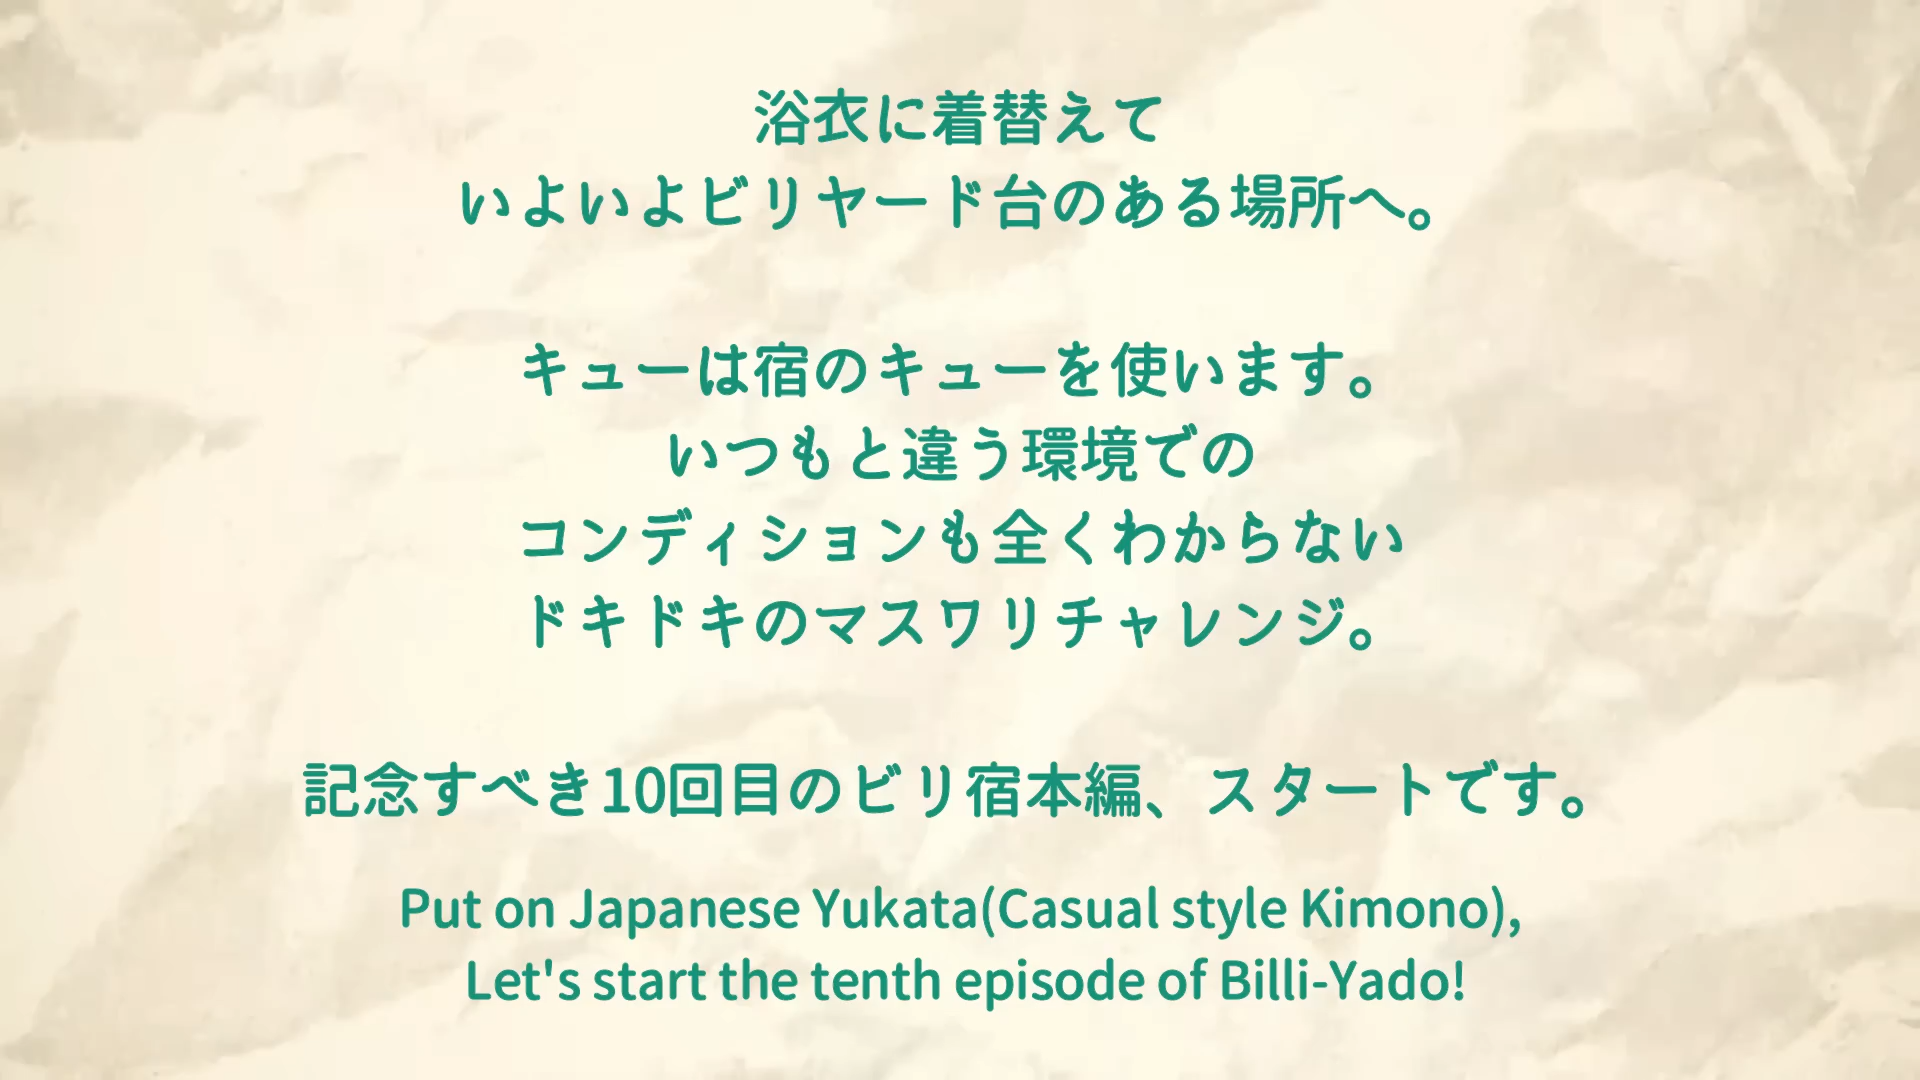 浴衣に着替えて
いよいよビリヤード台のある場所へ。
キューは宿のキューを使います。
いつもと違う環境での
コンディションも全くわからない
ドキドキのマスワリチャレンジ。
記念すべき10回目のビリ宿本編、スタートです。
Put on Japanese Yukata(Casual style Kimono),
Let's start the tenth episode of Billi-Yado!